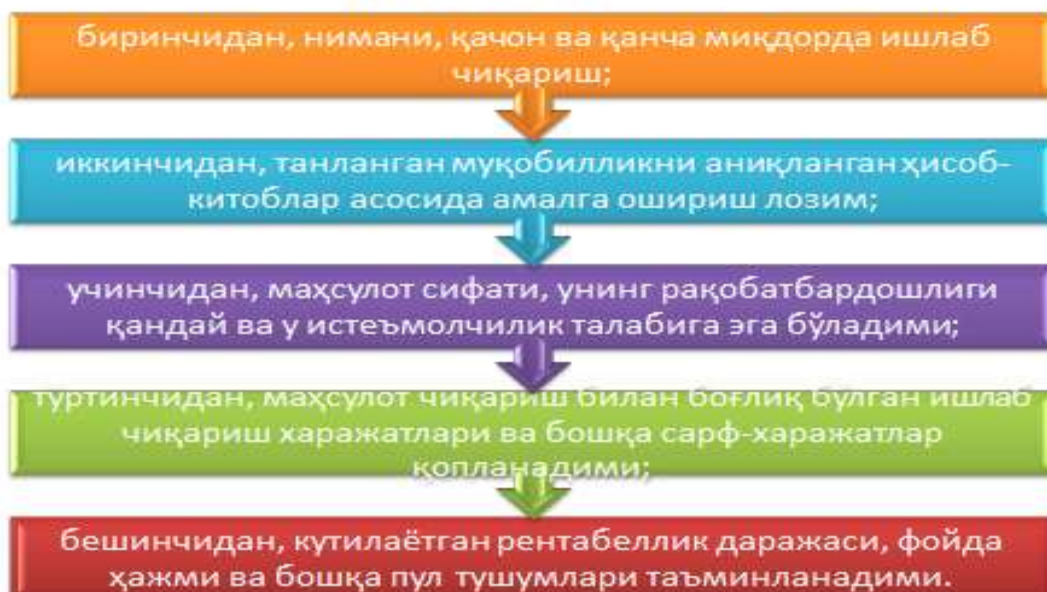 биринчидан, нимани, қачон ва қанча миқдорда ишлаб
чиқариш;
иккинчидан, танланган муқобилликни аниқланган ҳисоб-
китоблар асосида амалга ошириш лозим;
учинчидан, маҳсулот сифати, унинг рақобатбардошлиги
қандай ва у истеъмолчилик талабига эга бўладими;
тўртинчидан, маҳсулот чиқариш билан боғлиқ бўлган ишлаб
чиқариш харажатлари ва бошқа сарф-харажатлар
қопланадими;
бешинчидан, кутилаётган рентабеллик даражаси, фойда
ҳажми ва бошқа пул тушумлари таъминланадими.